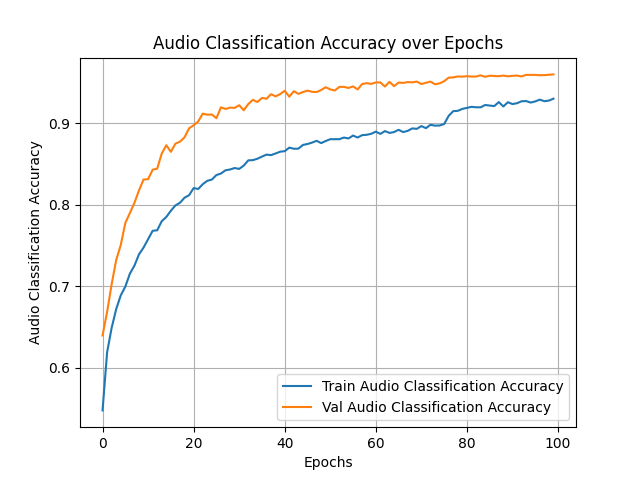 Audio Classification Accuracy over Epochs
Audio Classification Accuracy
0.9
0.8
0.7
0.6
Train Audio Classification Accuracy
Val Audio Classification Accuracy
0 20 40 60 80 100
Epochs